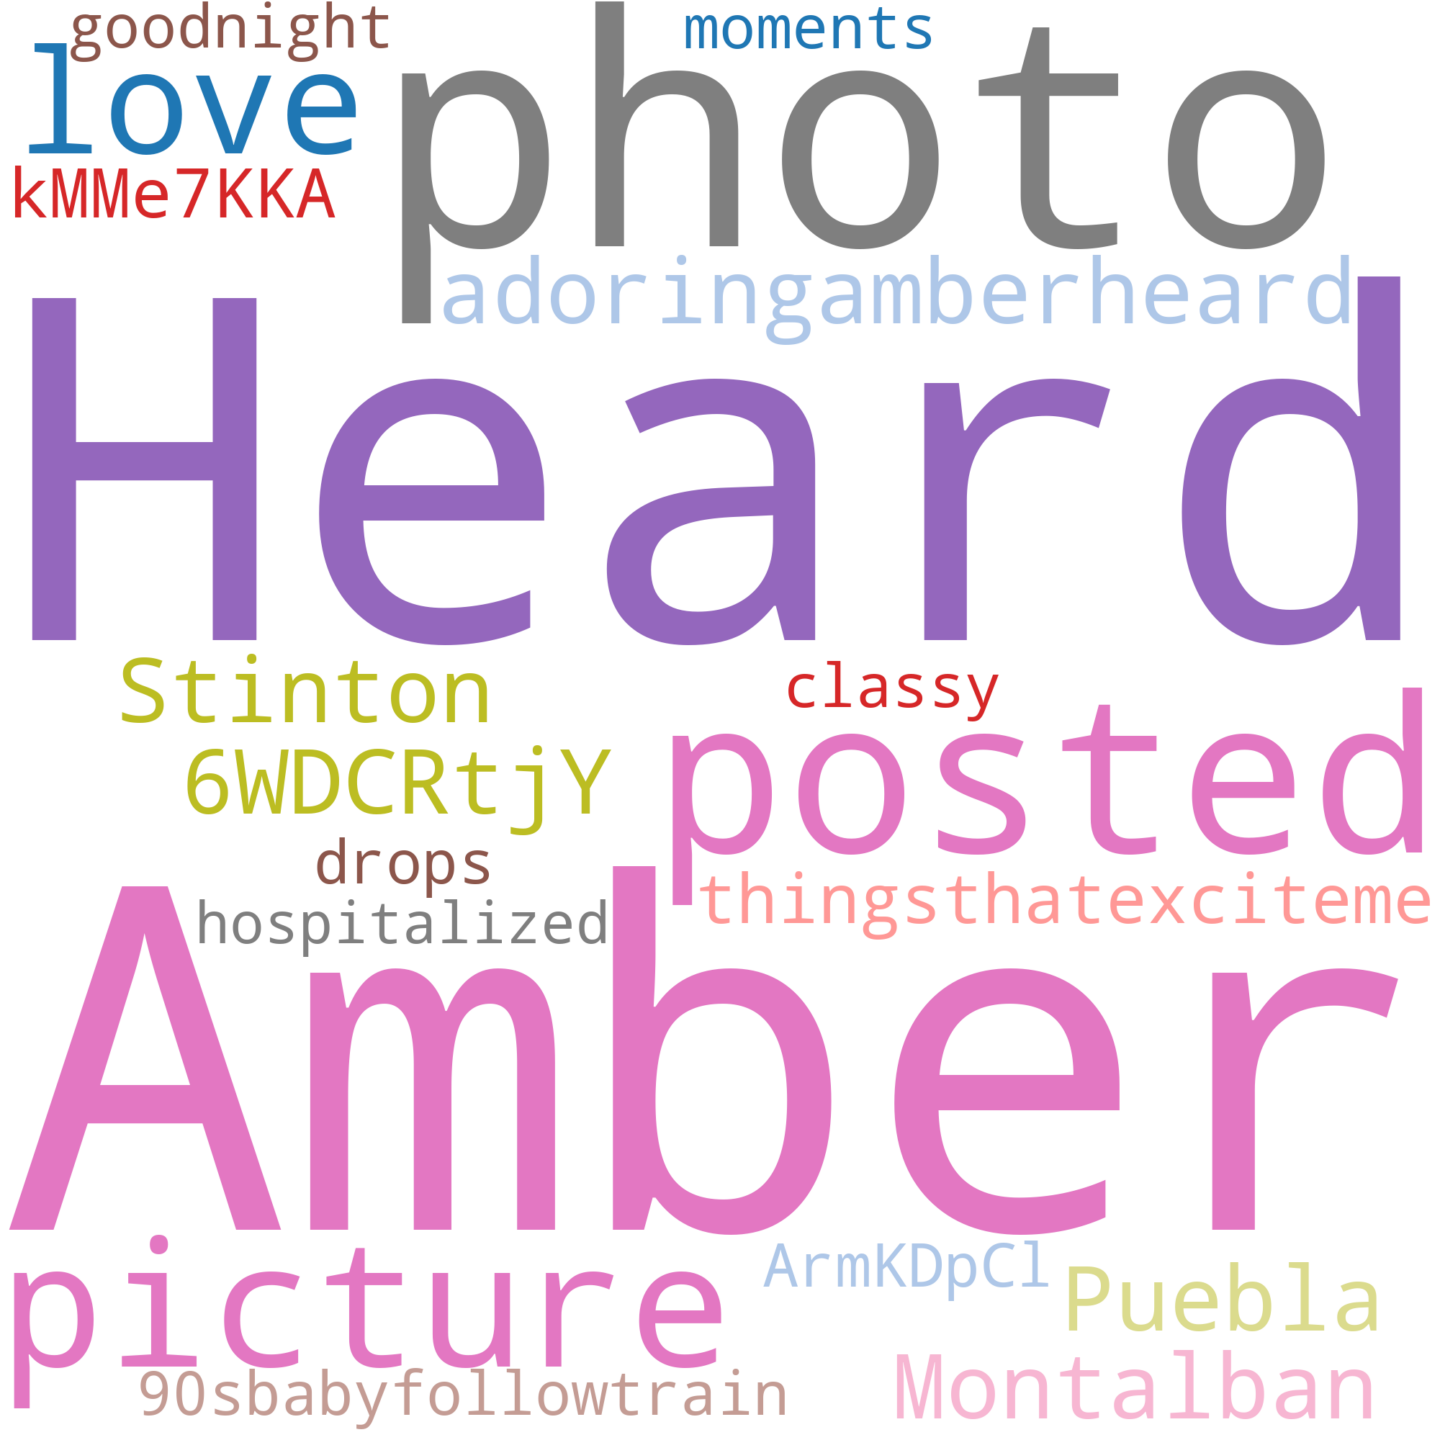 goodnight
moments
love
photo
kMMe7KKA
adoringamberheard
Heard
Stinton
classy
6WDCRtjY
posted
drops
thingsthatexciteme
hospitalized
Amber
picture
ArmKDpCl
Puebla
90sbabyfollowtrain
Montalban